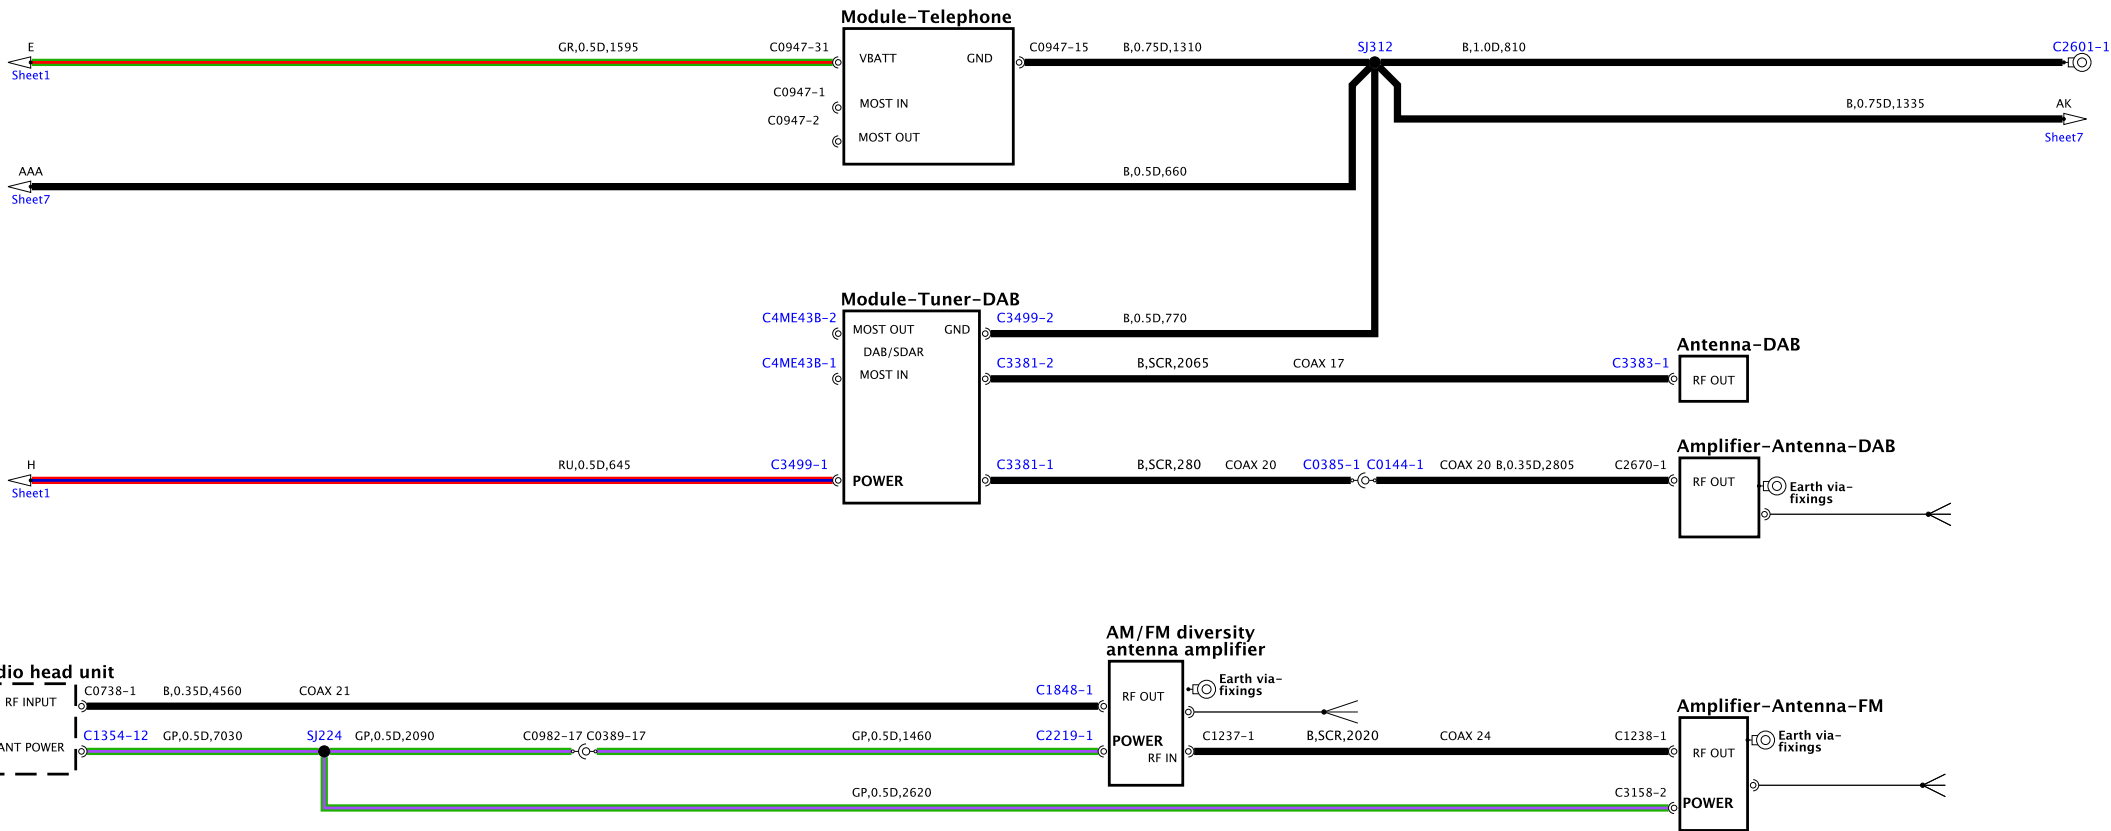 Module-Telephone
E
GR,0.5D,1595
C0947-31
VBATT
GND
C0947-15
B,0.75D,1310
SJ312
B,1.0D,810
C2601-1
Sheet1
C0947-1
MOST IN
B,0.75D,1335
AK
C0947-2
MOST OUT
Sheet7
AAA
B,0.5D,660
Sheet7
Module-Tuner-DAB
C4ME43B-2
MOST OUT
GND
C3499-2
B,0.5D,770
DAB/SDAR
Antenna-DAB
C4ME43B-1
MOST IN
C3381-2
B,SCR,2065
COAX 17
C3383-1
RF OUT
Amplifier-Antenna-DAB
H
RU,0.5D,645
C3499-1
POWER
C3381-1
B,SCR,280
COAX 20
C0385-1
C0144-1
COAX 20
B,0.35D,2805
C2670-1
RF OUT
Earth via-
fixings
Sheet1
AM/FM diversity
antenna amplifier
dio head unit
RF INPUT
C0738-1
B,0.35D,4560
COAX 21
C1848-1
RF OUT
Earth via-
fixings
Amplifier-Antenna-FM
ANT POWER
C1354-12
GP,0.5D,7030
SJ224
GP,0.5D,2090
C0982-17
C0389-17
GP,0.5D,1460
C2219-1
POWER
RF IN
C1237-1
B,SCR,2020
COAX 24
C1238-1
RF OUT
Earth via-
fixings
GP,0.5D,2620
C3158-2
POWER